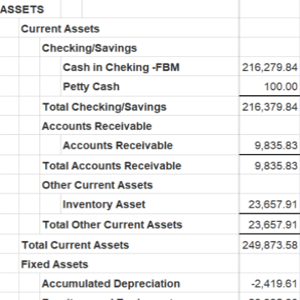 ASSETS
Current Assets
Checking/Savings
Cash in Cheking -FBM 216,279.84
Petty Cash 100.00
Total Checking/Savings 216,379.84
Accounts Receivable
Accounts Receivable 9,835.83
Total Accounts Receivable 9,835.83
Other Current Assets
Inventory Asset 23,657.91
Total Other Current Assets 23,657.91
Total Current Assets 249,873.58
Fixed Assets
Accumulated Depreciation -2,419.61